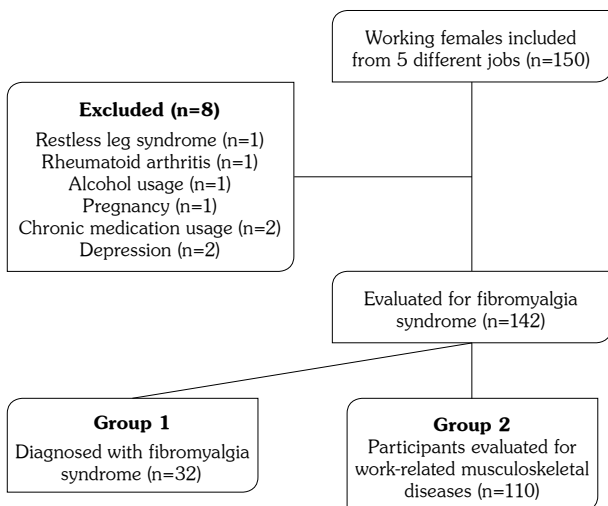 Working females included
from 5 different jobs (n=150)
Excluded (n=8)
Restless leg syndrome (n=1)
Rheumatoid arthritis (n=1)
Alcohol usage (n=1)
Pregnancy (n=1)
Chronic medication usage (n=2)
Depression (n=2)
Evaluated for fibromyalgia
syndrome (n=142)
Group 1
Diagnosed with fibromyalgia
syndrome (n=32)
Group 2
Participants evaluated for
work-related musculoskeletal
diseases (n=110)